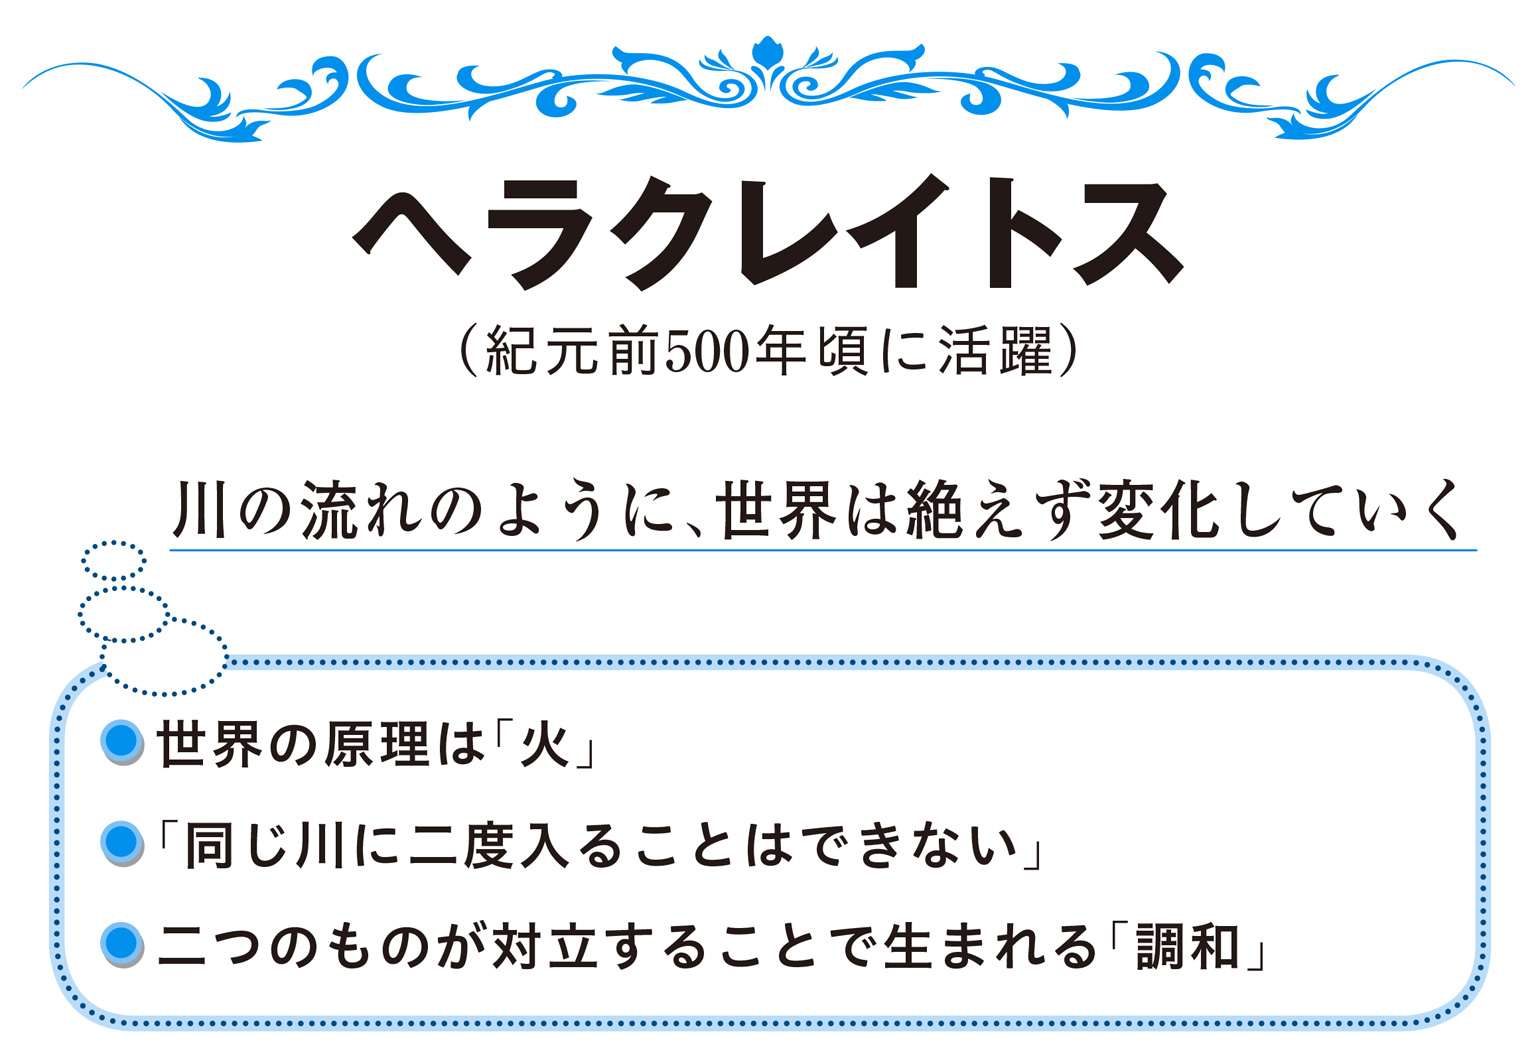 ヘラクレイトス
（紀元前500年頃に活躍）
川の流れのように、世界は絶えず変化していく
世界の原理は「火」
「同じ川に二度入ることはできない」
二つのものが対立することで生まれる「調和」